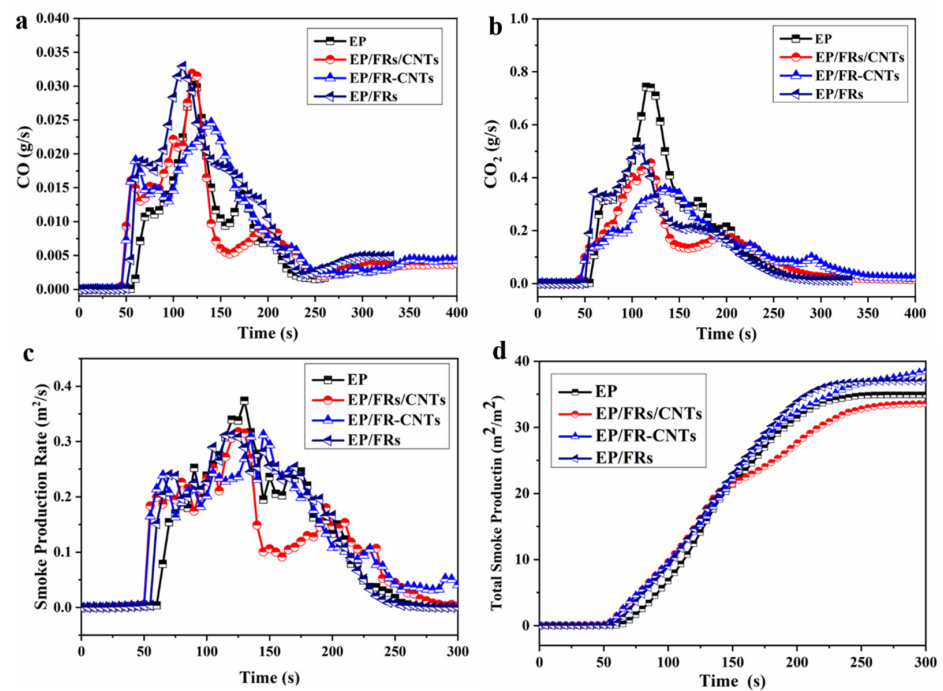 a
0.040
0.035
0.030
0.025
0.020
0.015
0.010
0.005
0.000
CO (g/s)
EP
EP/FRs/CNTs
EP/FR-CNTs
EP/FRs
0 50 100 150 200 250 300 350 400
Time (s)
b
1.0
0.8
0.6
0.4
0.2
0.0
CO2 (g/s)
EP
EP/FRs/CNTs
EP/FR-CNTs
EP/FRs
0 50 100 150 200 250 300 350 400
Time (s)
c
0.4
0.3
0.2
0.1
0.0
Smoke Production Rate (m²/s)
EP
EP/FRs/CNTs
EP/FR-CNTs
EP/FRs
0 50 100 150 200 250 300
Time (s)
d
40
30
20
10
0
Total Smoke Productin (m²/m²)
EP
EP/FRs/CNTs
EP/FR-CNTs
EP/FRs
0 50 100 150 200 250 300
Time (s)